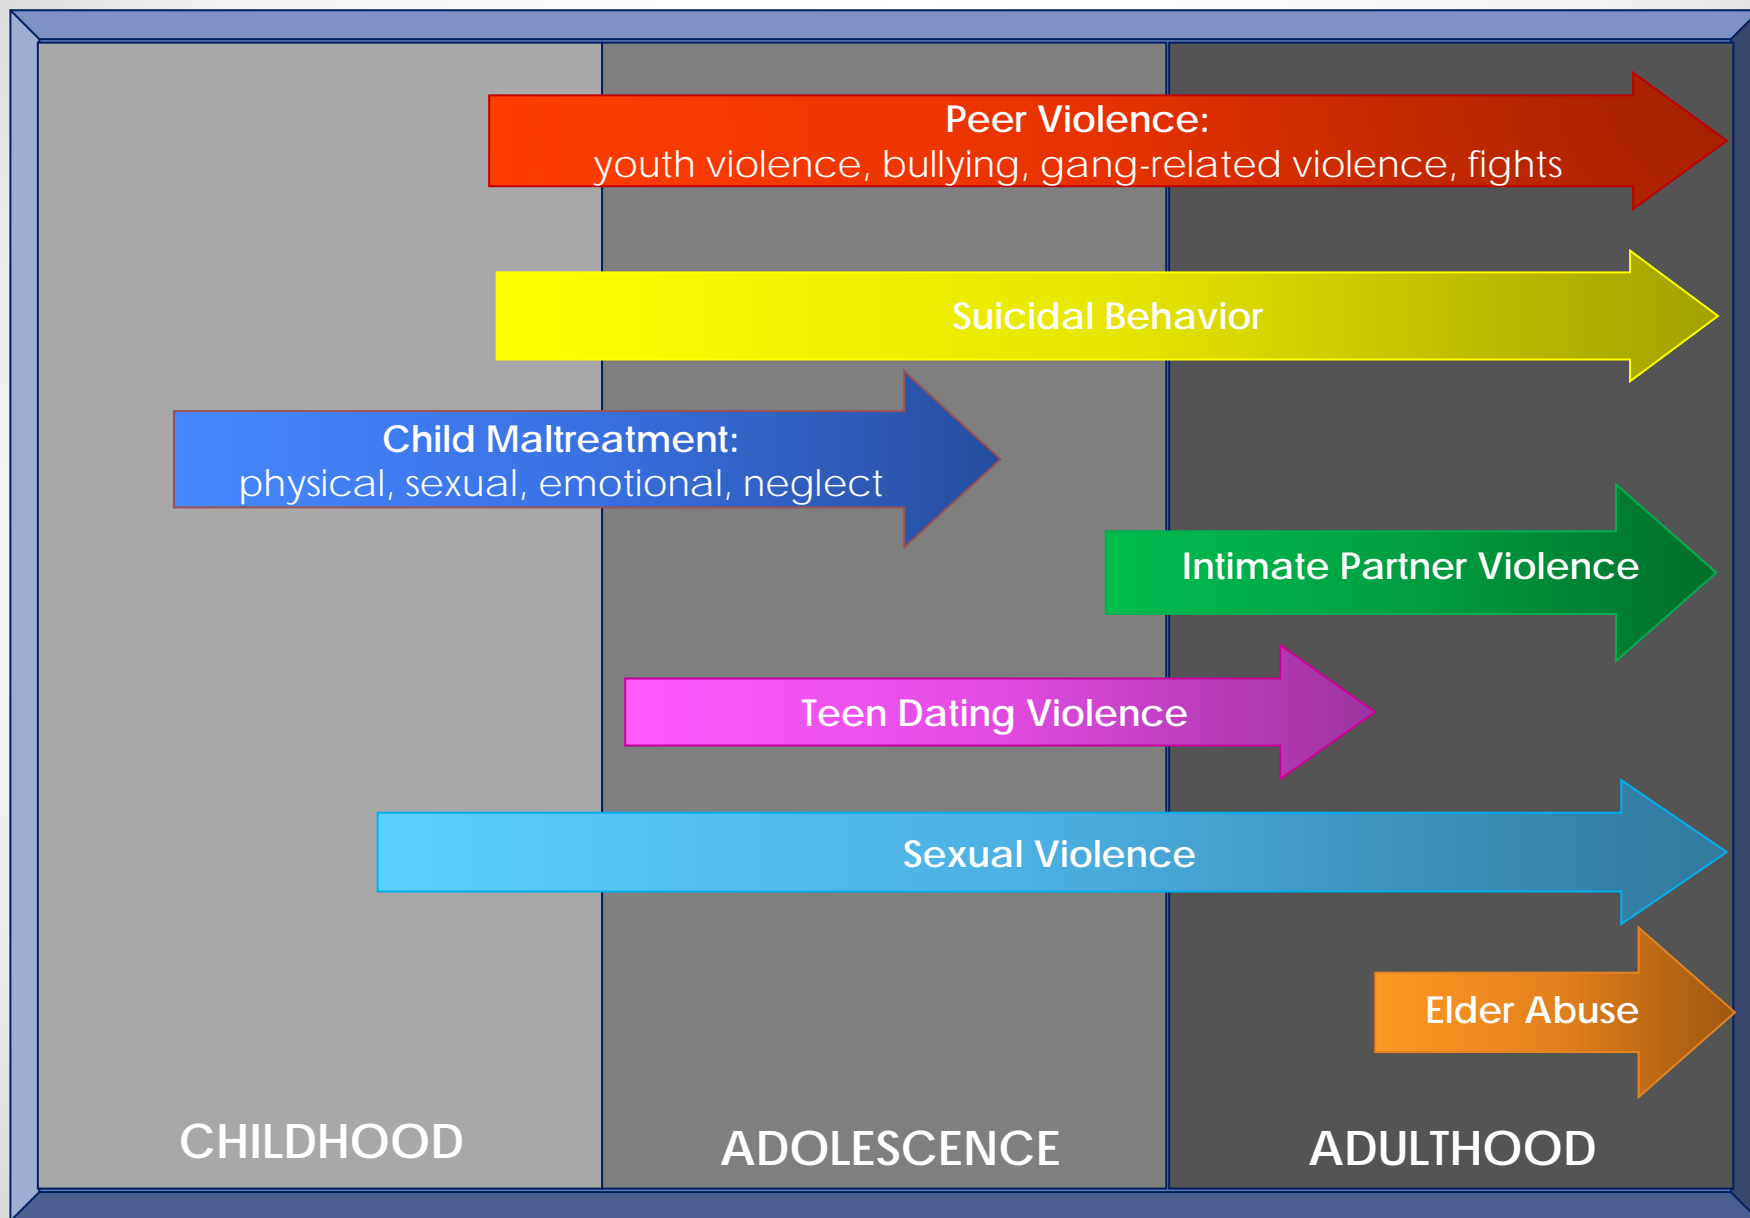 Peer Violence:
youth violence, bullying, gang-related violence, fights
Suicidal Behavior
Child Maltreatment:
physical, sexual, emotional, neglect
Intimate Partner Violence
Teen Dating Violence
Sexual Violence
Elder Abuse
CHILDHOOD
ADOLESCENCE
ADULTHOOD